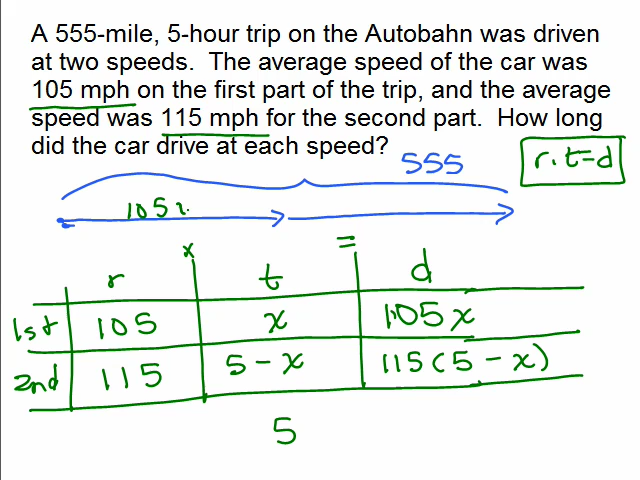 A 555-mile, 5-hour trip on the Autobahn was driven
at two speeds.  The average speed of the car was
105 mph on the first part of the trip, and the average
speed was 115 mph for the second part.  How long
did the car drive at each speed?
555
r.t=d
105
x =
r t d
1st 105 x 105x
2nd 115 5-x 115(5-x)
5